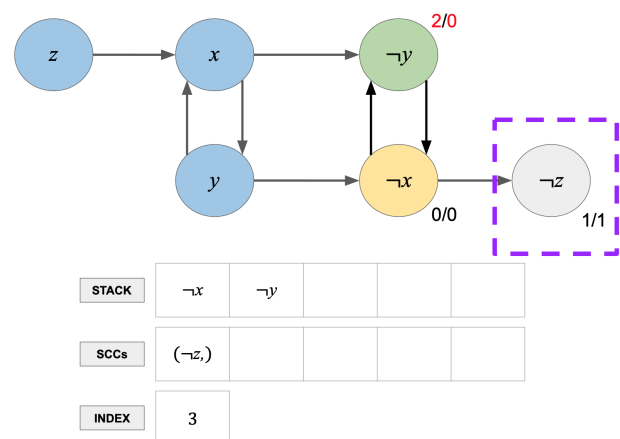 2/0
z x ¬y
y ¬x ¬z
0/0 1/1
STACK ¬x ¬y
SCCs (¬z,)
INDEX 3